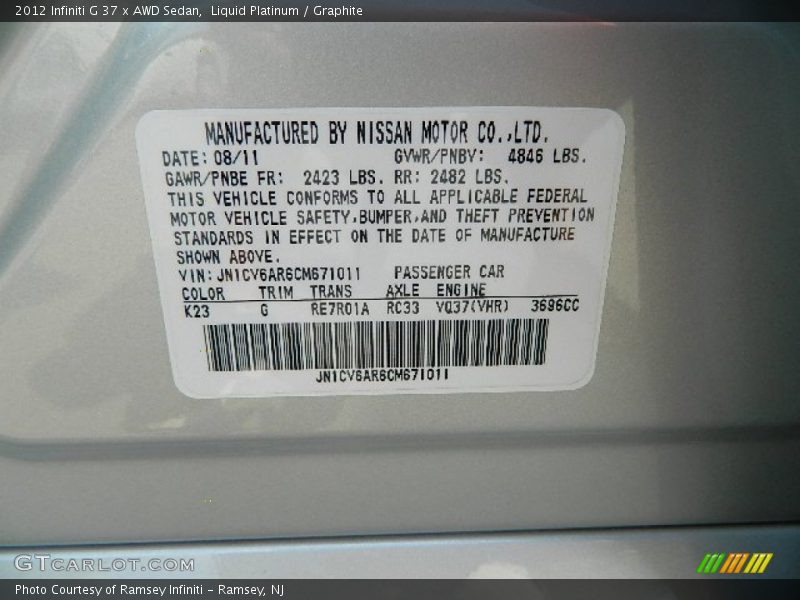 2012 Infiniti G 37 x AWD Sedan,  Liquid Platinum / Graphite
MANUFACTURED BY NISSAN MOTOR CO.,LTD.
DATE: 08/11 GVWR/PNBV: 4846 LBS.
GAWR/PNBE FR: 2423 LBS. RR: 2482 LBS.
THIS VEHICLE CONFORMS TO ALL APPLICABLE FEDERAL
MOTOR VEHICLE SAFETY,BUMPER,AND THEFT PREVENTION
STANDARDS IN EFFECT ON THE DATE OF MANUFACTURE
SHOWN ABOVE.
VIN: JN1CV6AR6CM671011 PASSENGER CAR
COLOR TRIM TRANS AXLE ENGINE
K23 G RE7R01A RC33 VQ37(VHR) 3696CC
JN1CV6AR6CM671011
GTCARLOT.COM
Photo Courtesy of Ramsey Infiniti - Ramsey, NJ